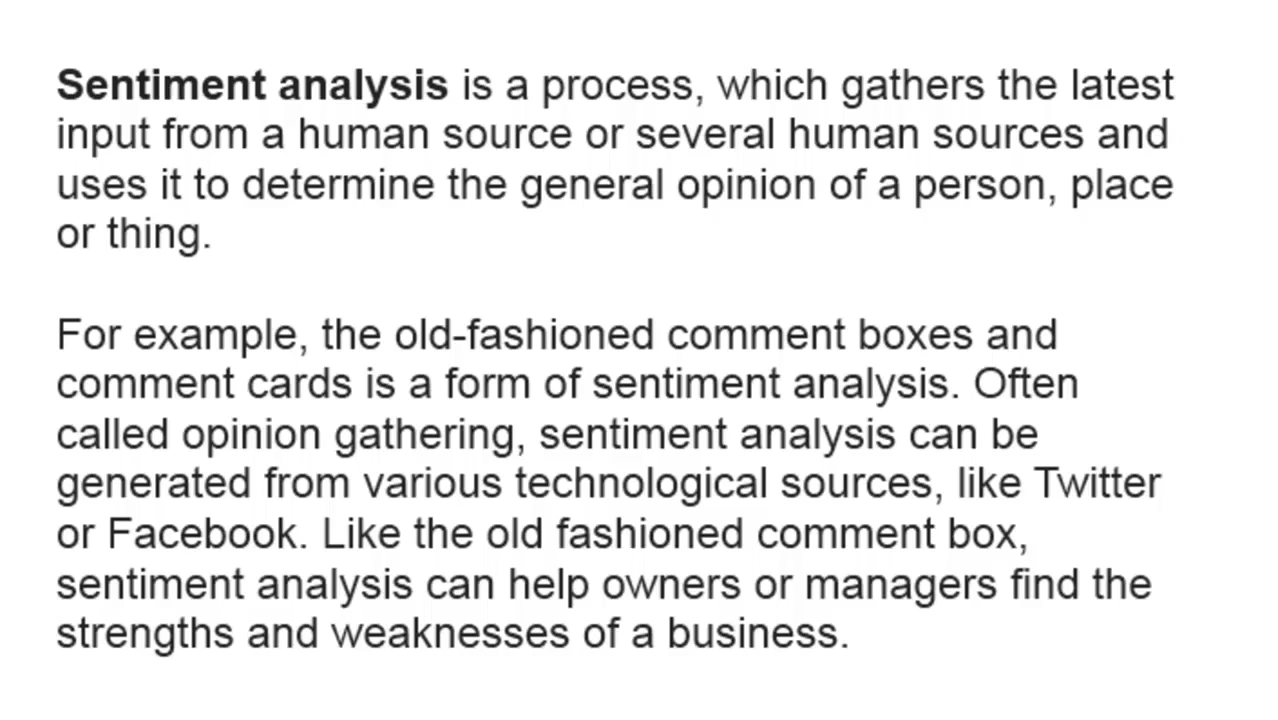 Sentiment analysis is a process, which gathers the latest
input from a human source or several human sources and
uses it to determine the general opinion of a person, place
or thing.
For example, the old-fashioned comment boxes and
comment cards is a form of sentiment analysis. Often
called opinion gathering, sentiment analysis can be
generated from various technological sources, like Twitter
or Facebook. Like the old fashioned comment box,
sentiment analysis can help owners or managers find the
strengths and weaknesses of a business.